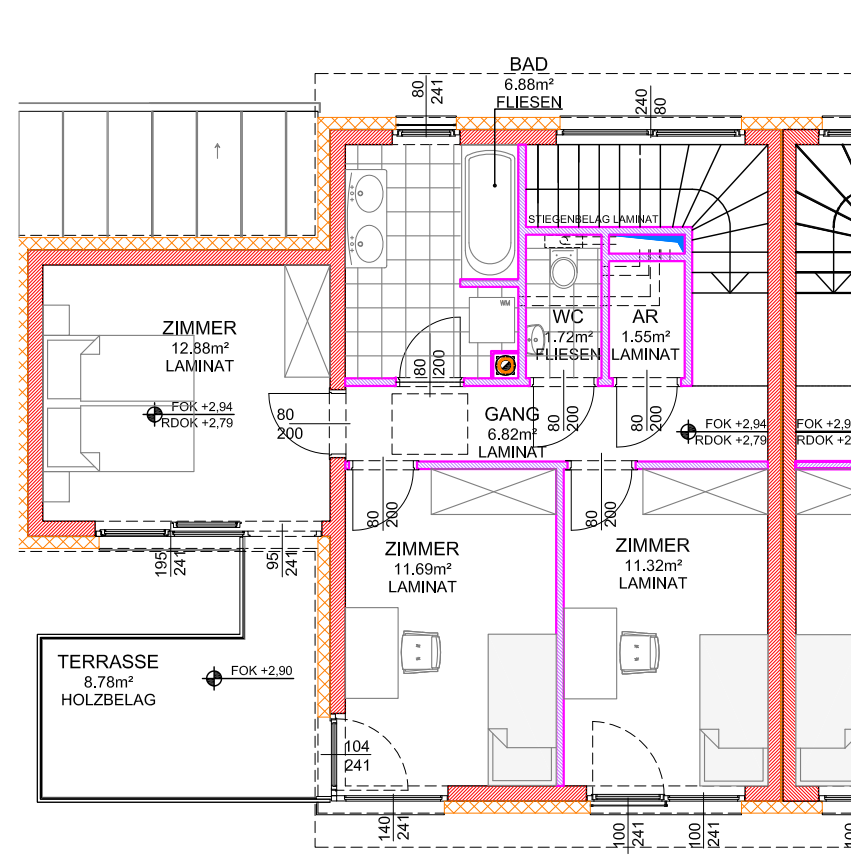 BAD
6.88m²
FLIESEN
80
241
240
80
STIEGENBELAG LAMINAT
WM
ZIMMER
12.88m²
LAMINAT
WC
1.72m²
FLIESEN
AR
1.55m²
LAMINAT
80
200
FOK +2,94
RDOK +2,79
80
200
GANG
6.82m²
LAMINAT
80
200
80
200
FOK +2,94
RDOK +2,79
FOK +2,9
RDOK +2
80
200
80
200
195
241
95
241
ZIMMER
11.69m²
LAMINAT
ZIMMER
11.32m²
LAMINAT
TERRASSE
8.78m²
HOLZBELAG
FOK +2,90
104
241
140
241
100
241
100
241
100